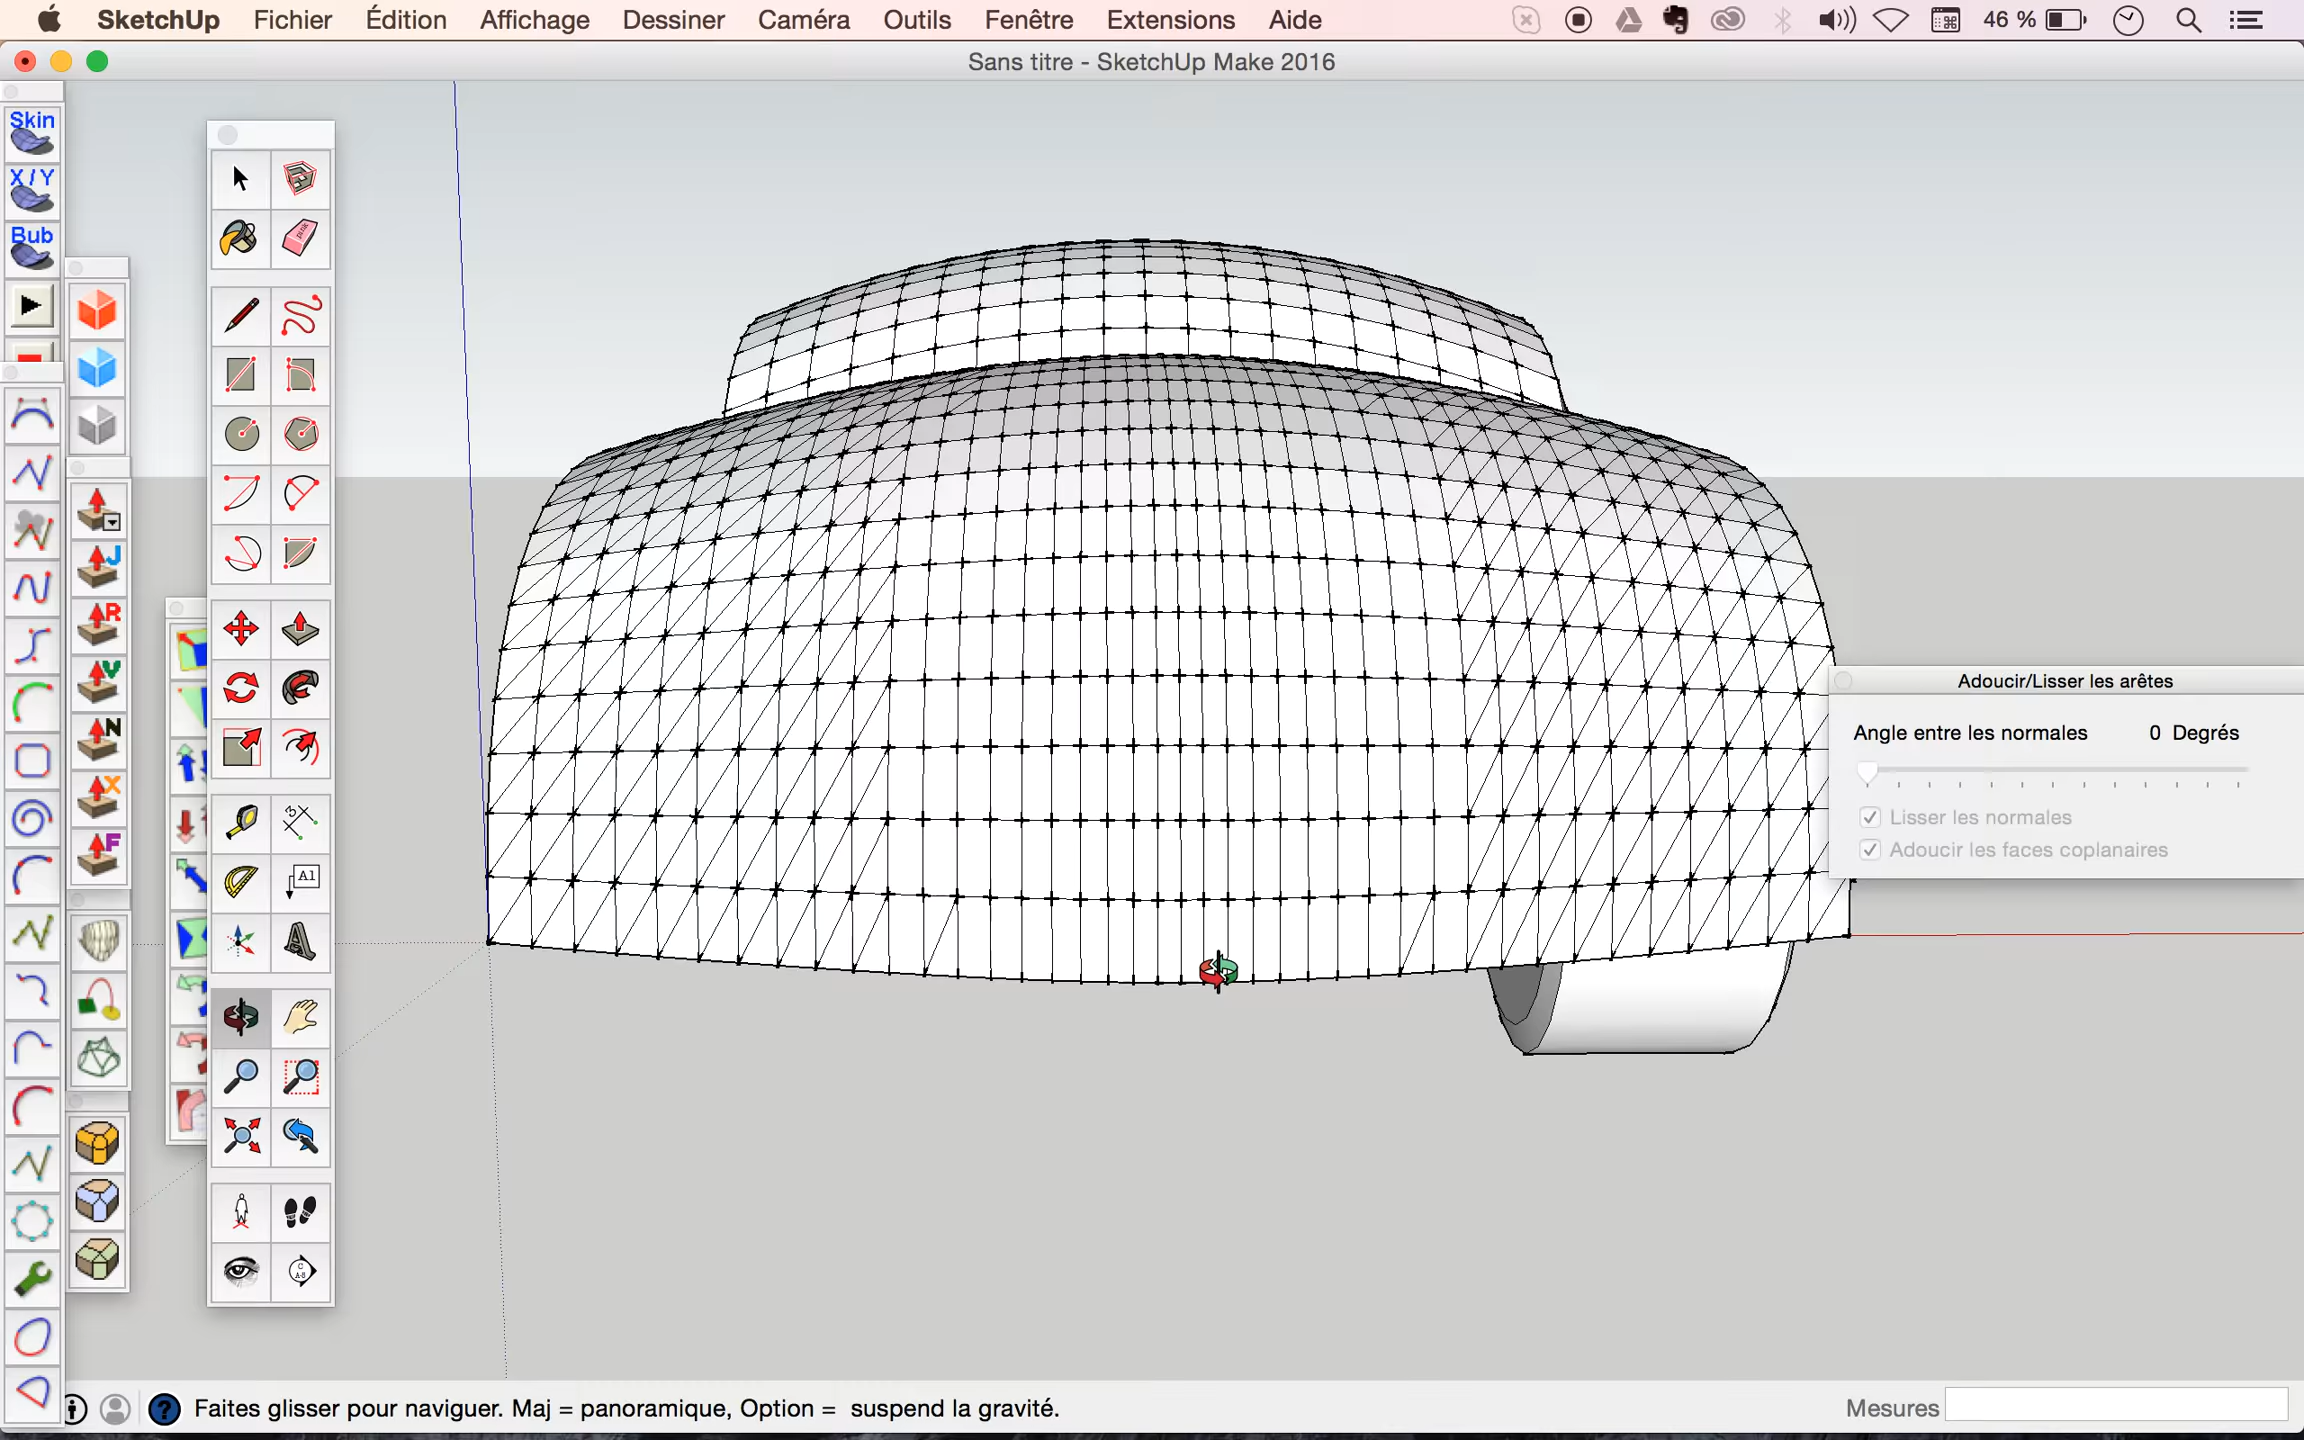 SketchUp Fichier Édition Affichage Dessiner Caméra Outils Fenêtre Extensions Aide 46 %
Sans titre - SketchUp Make 2016
Skin
X/Y
Bub
J
R
V
N
X
F
A1
A
C
A-8
Adoucir/Lisser les arêtes
Angle entre les normales 0 Degrés
Lisser les normales
Adoucir les faces coplanaires
Faites glisser pour naviguer. Maj = panoramique, Option = suspend la gravité.
Mesures